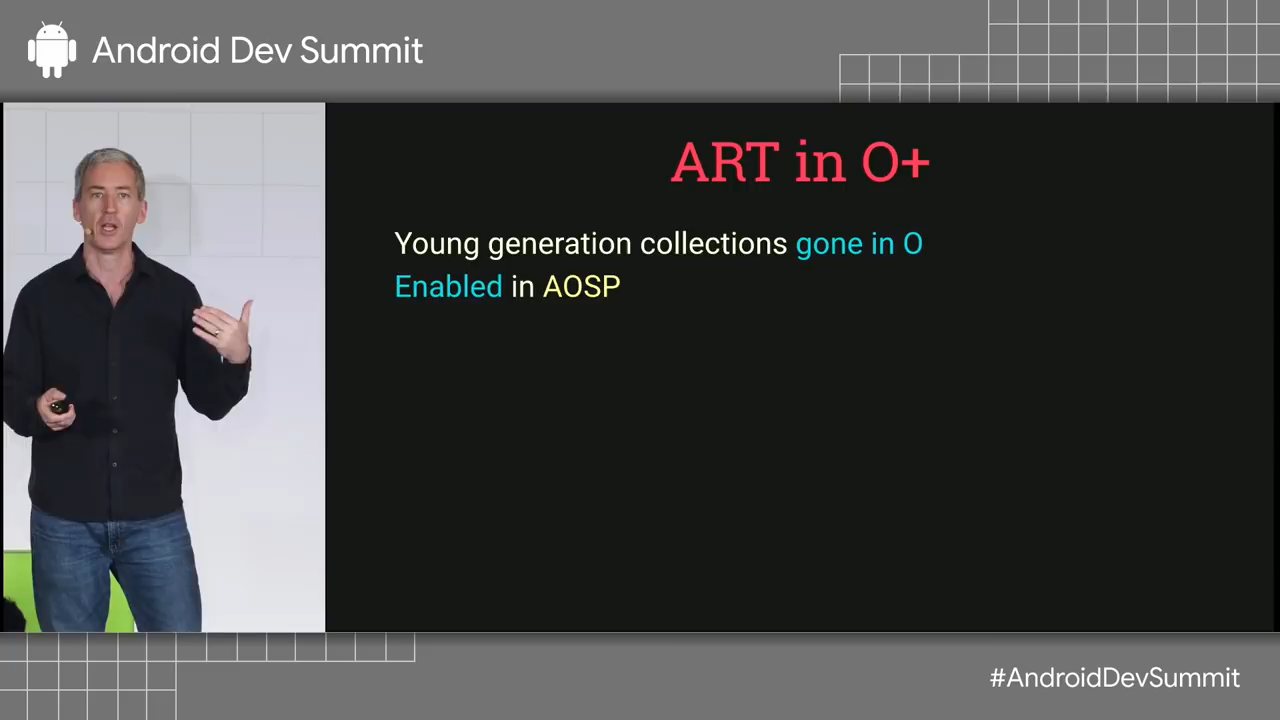 Android Dev Summit
ART in O+
Young generation collections gone in O
Enabled in AOSP
#AndroidDevSummit